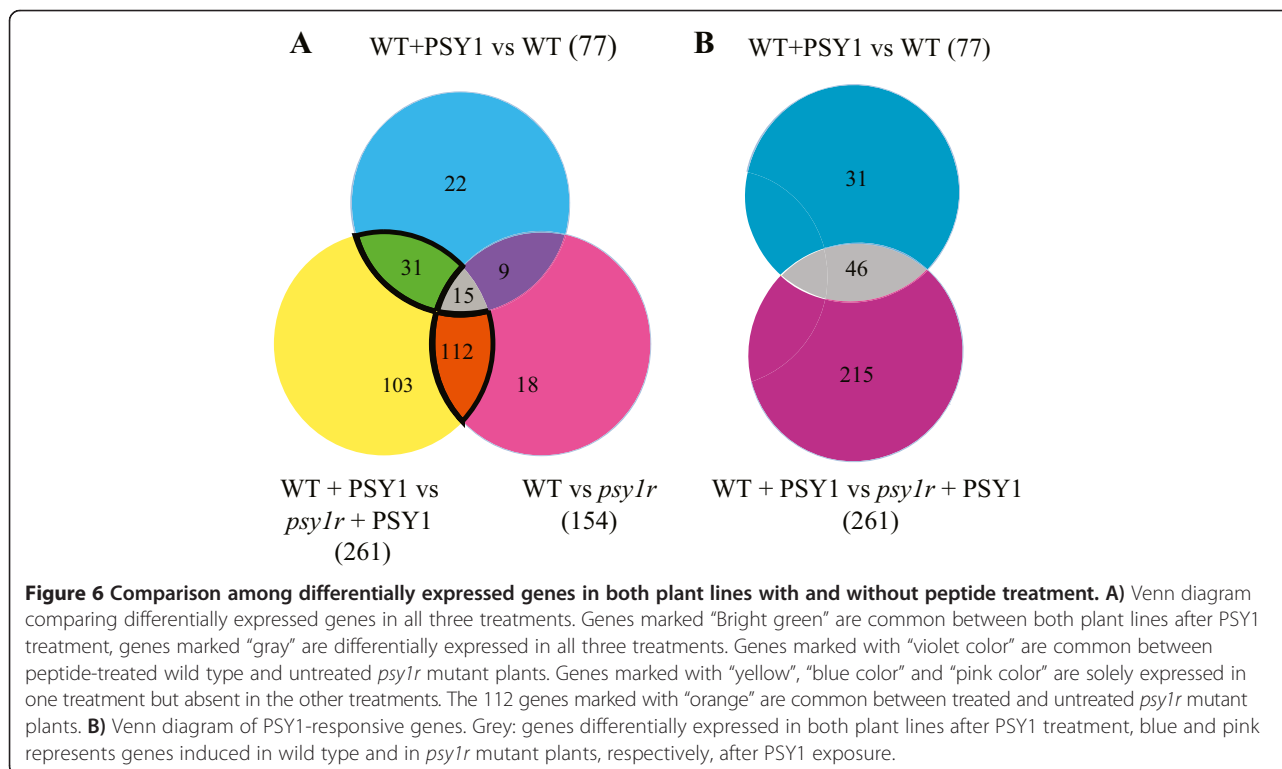 A WT+PSY1 vs WT (77)
22
31
9
15
112
103
18
WT + PSY1 vs
psy1r + PSY1
(261)
WT vs psy1r
(154)
B WT+PSY1 vs WT (77)
31
46
215
WT + PSY1 vs psy1r + PSY1
(261)
Figure 6 Comparison among differentially expressed genes in both plant lines with and without peptide treatment. A) Venn diagram
comparing differentially expressed genes in all three treatments. Genes marked “Bright green” are common between both plant lines after PSY1
treatment, genes marked “gray” are differentially expressed in all three treatments. Genes marked with “violet color” are common between
peptide-treated wild type and untreated psy1r mutant plants. Genes marked with “yellow”, “blue color” and “pink color” are solely expressed in
one treatment but absent in the other treatments. The 112 genes marked with “orange” are common between treated and untreated psy1r mutant
plants. B) Venn diagram of PSY1-responsive genes. Grey: genes differentially expressed in both plant lines after PSY1 treatment, blue and pink
represents genes induced in wild type and in psy1r mutant plants, respectively, after PSY1 exposure.